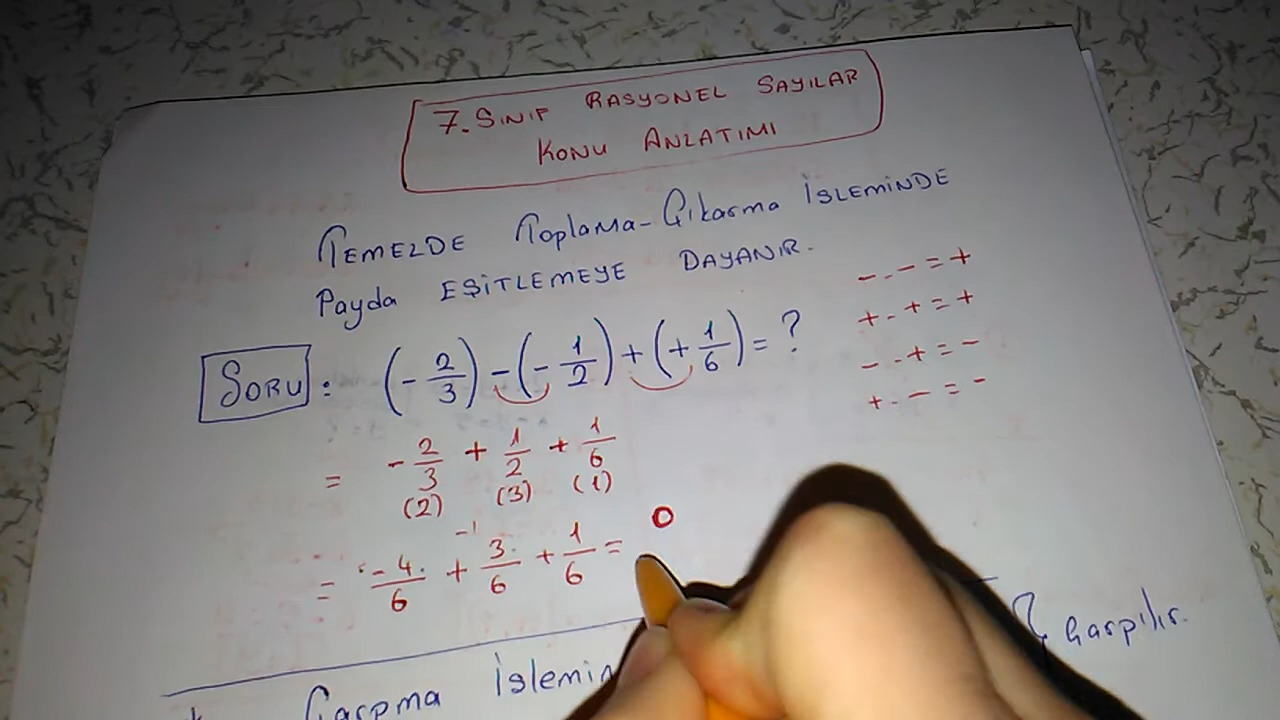 7. SINIF RASYONEL SAYILAR
KONU ANLATIMI
TEMELDE Toplama-Çıkarma İŞLEMİNDE
Payda EŞİTLEMEYE DAYANIR.
- . - = +
+ . + = +
- . + = -
+ . - = -
SORU: (- 2/3) - (- 1/2) + (+ 1/6) = ?
= - 2/3 + 1/2 + 1/6
(2) (3) (1)
-1
= -4/6 + 3/6 + 1/6 = 0
Çarpma İşlemin
Çarpılır.